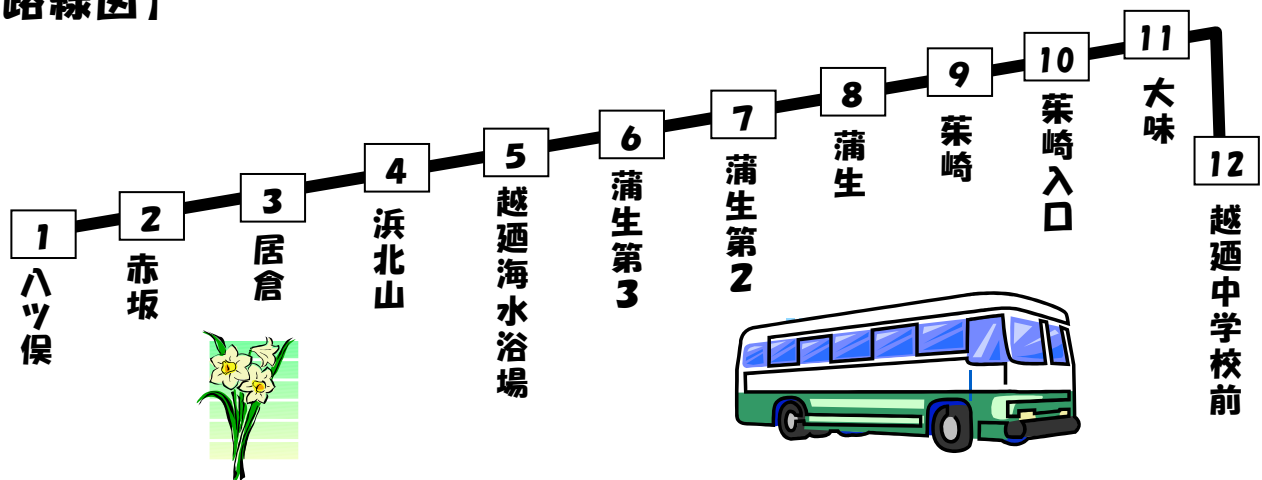 路線図】
1
八ツ俣
2
赤坂
3
居倉
4
浜北山
5
越廼海水浴場
6
蒲生第3
7
蒲生第2
8
蒲生
9
茱崎
10
茱崎入口
11
大味
12
越廼中学校前